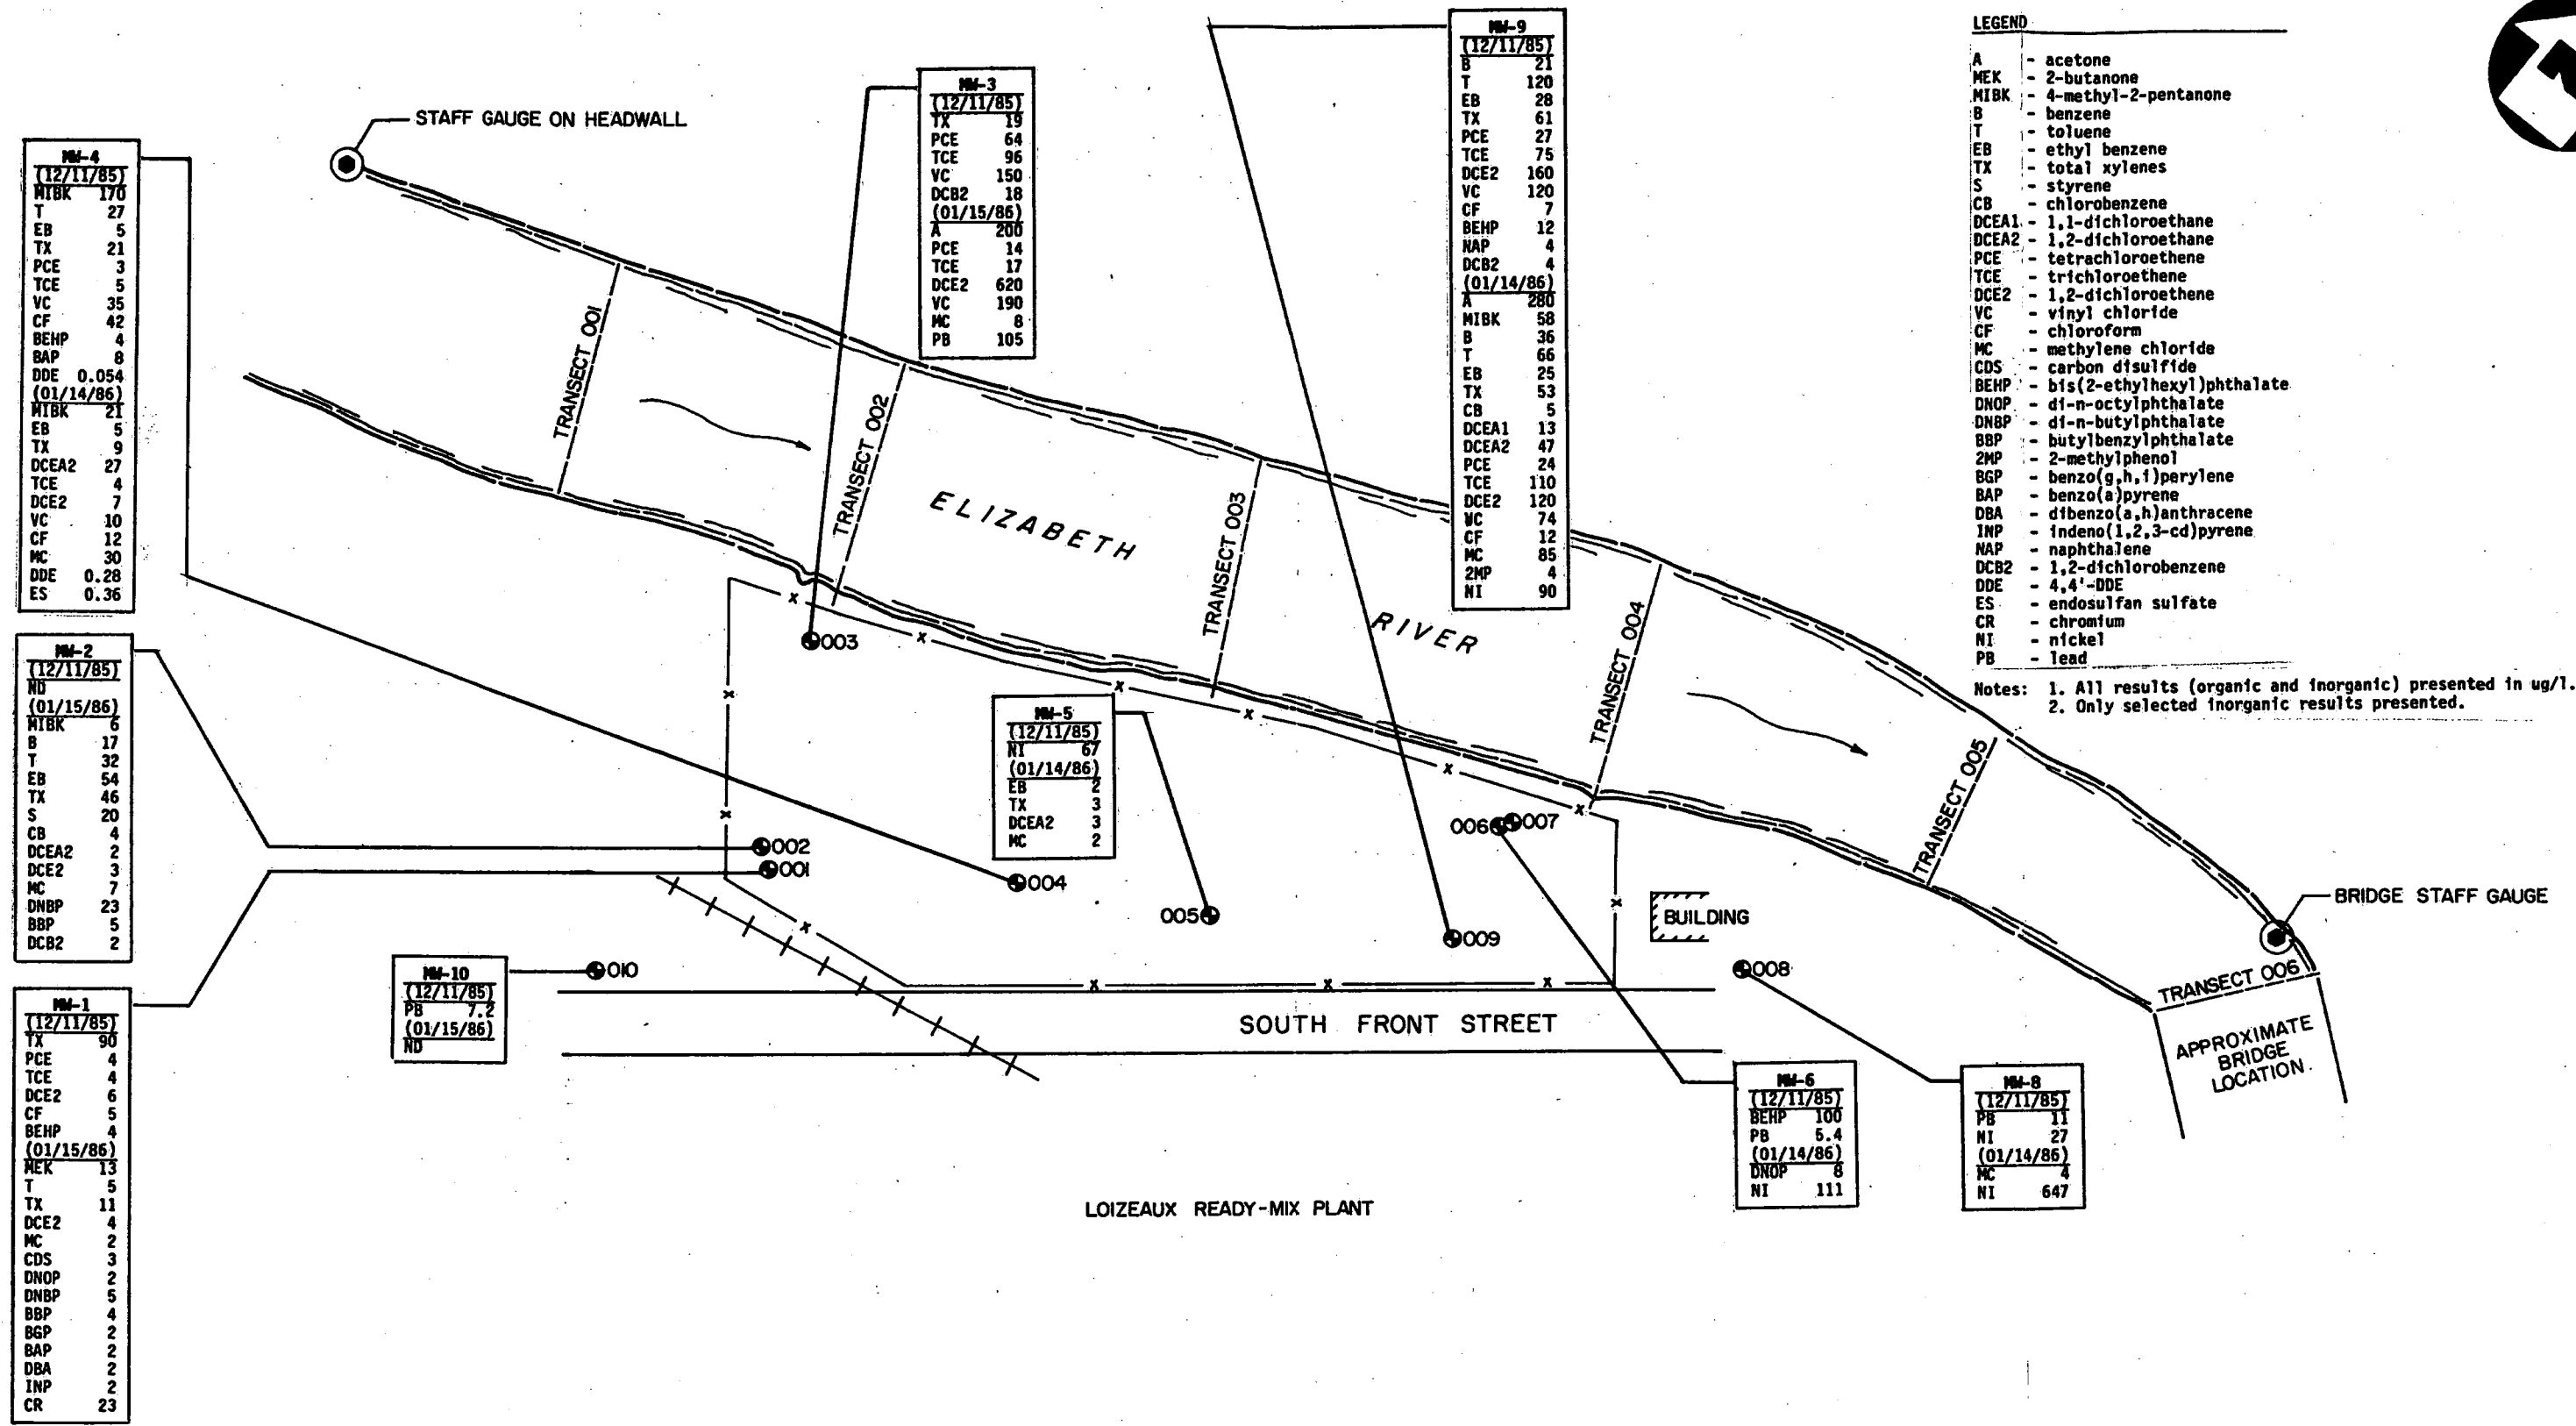 MW-4
(12/11/85)
MIBK 170
T 27
EB 5
TX 21
PCE 3
TCE 5
VC 35
CF 42
BEHP 4
BAP 8
DDE 0.054
(01/14/86)
MIBK 21
EB 5
TX 9
DCEA2 27
TCE 4
DCE2 7
VC 10
CF 12
MC 30
DDE 0.28
ES 0.36
MW-2
(12/11/85)
ND
(01/15/86)
MIBK 6
B 17
T 32
EB 54
TX 46
S 20
CB 4
DCEA2 2
DCE2 3
MC 7
DNBP 23
BBP 5
DCB2 2
MW-1
(12/11/85)
TX 90
PCE 4
TCE 4
DCE2 6
CF 5
BEHP 4
(01/15/86)
MEK 13
T 5
TX 11
DCE2 4
MC 2
CDS 3
DNOP 2
DNBP 5
BBP 4
BGP 2
BAP 2
DBA 2
INP 2
CR 23
STAFF GAUGE ON HEADWALL
MW-3
(12/11/85)
TX 19
PCE 64
TCE 96
VC 150
DCB2 18
(01/15/86)
A 200
PCE 14
TCE 17
DCE2 620
VC 190
MC 8
PB 105
MW-9
(12/11/85)
B 21
T 120
EB 28
TX 61
PCE 27
TCE 75
DCE2 160
VC 120
CF 7
BEHP 12
NAP 4
DCB2 4
(01/14/86)
A 280
MIBK 58
B 36
T 66
EB 25
TX 53
CB 5
DCEA1 13
DCEA2 47
PCE 24
TCE 110
DCE2 120
VC 74
CF 12
MC 85
2MP 4
NI 90
LEGEND
A - acetone
MEK - 2-butanone
MIBK - 4-methyl-2-pentanone
B - benzene
T - toluene
EB - ethyl benzene
TX - total xylenes
S - styrene
CB - chlorobenzene
DCEA1 - 1,1-dichloroethane
DCEA2 - 1,2-dichloroethane
PCE - tetrachloroethene
TCE - trichloroethene
DCE2 - 1,2-dichloroethene
VC - vinyl chloride
CF - chloroform
MC - methylene chloride
CDS - carbon disulfide
BEHP - bis(2-ethylhexyl)phthalate
DNOP - di-n-octylphthalate
DNBP - di-n-butylphthalate
BBP - butylbenzylphthalate
2MP - 2-methylphenol
BGP - benzo(g,h,i)perylene
BAP - benzo(a)pyrene
DBA - dibenzo(a,h)anthracene
INP - indeno(1,2,3-cd)pyrene
NAP - naphthalene
DCB2 - 1,2-dichlorobenzene
DDE - 4,4'-DDE
ES - endosulfan sulfate
CR - chromium
NI - nickel
PB - lead
Notes: 1. All results (organic and inorganic) presented in ug/l.
2. Only selected inorganic results presented.
TRANSECT 001
TRANSECT 002
ELIZABETH
TRANSECT 003
RIVER
TRANSECT 004
TRANSECT 005
TRANSECT 006
003
MW-5
(12/11/85)
NI 67
(01/14/86)
EB 2
TX 3
DCEA2 3
MC 2
002
001
004
005
006
007
009
008
010
BUILDING
BRIDGE STAFF GAUGE
APPROXIMATE
BRIDGE
LOCATION
MW-10
(12/11/85)
PB 7.2
(01/15/86)
ND
SOUTH FRONT STREET
MW-6
(12/11/85)
BEHP 100
PB 5.4
(01/14/86)
DNOP 8
NI 111
MW-8
(12/11/85)
PB 11
NI 27
(01/14/86)
MC 4
NI 647
LOIZEAUX READY-MIX PLANT